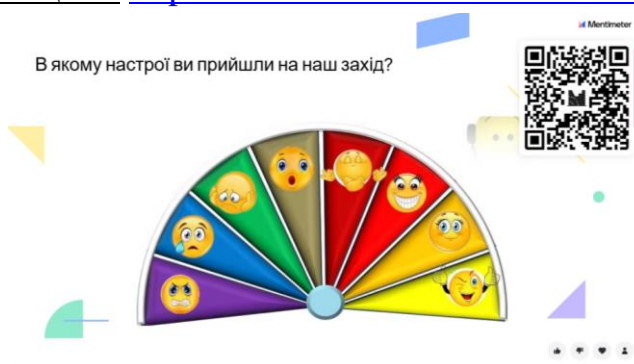 Mentimeter
В якому настрої ви прийшли на наш захід?